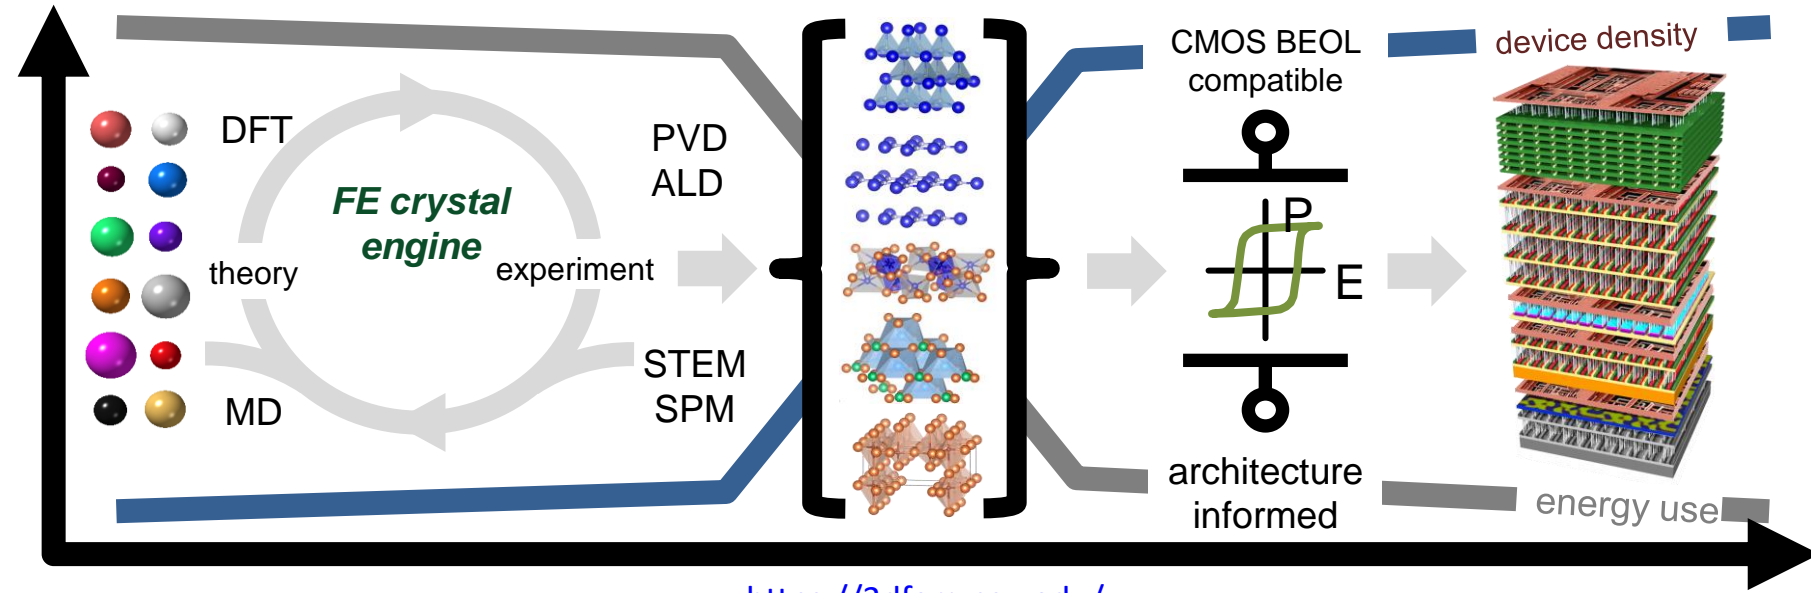 DFT
FE crystal
engine
theory
experiment
MD
PVD
ALD
STEM
SPM
CMOS BEOL
compatible
P
E
architecture
informed
device density
energy use